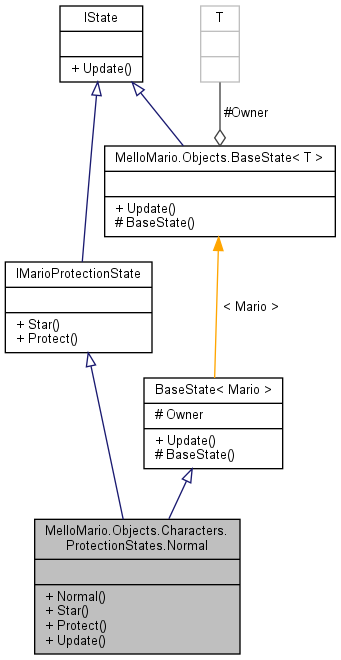 IState
+ Update()
T
#Owner
MelloMario.Objects.BaseState< T >
+ Update()
# BaseState()
IMarioProtectionState
+ Star()
+ Protect()
< Mario >
BaseState< Mario >
# Owner
+ Update()
# BaseState()
MelloMario.Objects.Characters.
ProtectionStates.Normal
+ Normal()
+ Star()
+ Protect()
+ Update()